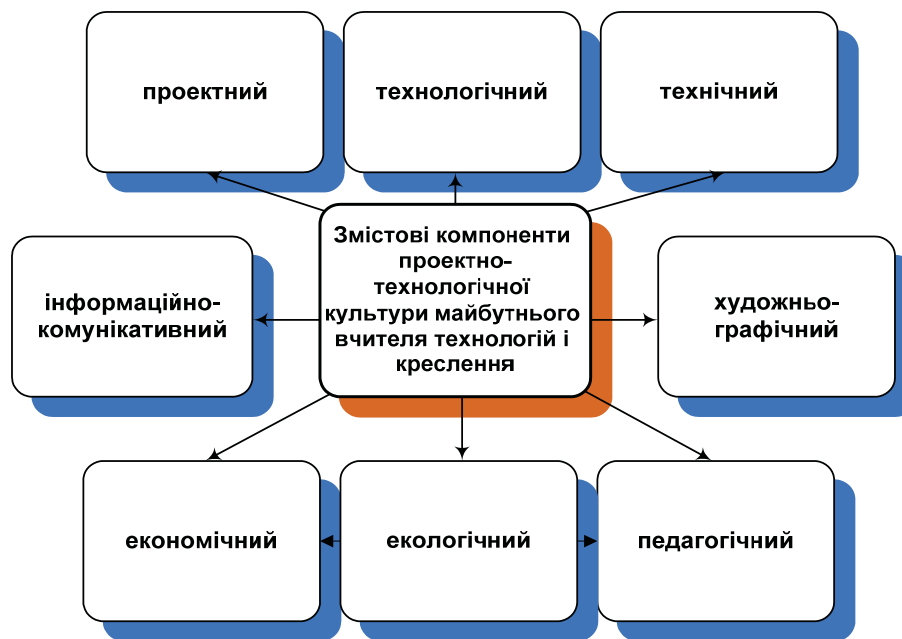 проектний
технологічний
технічний
Змістові компоненти
проектно-
технологічної
культури майбутнього
вчителя технологій і
креслення
інформаційно-
комунікативний
художньо-
графічний
економічний
екологічний
педагогічний